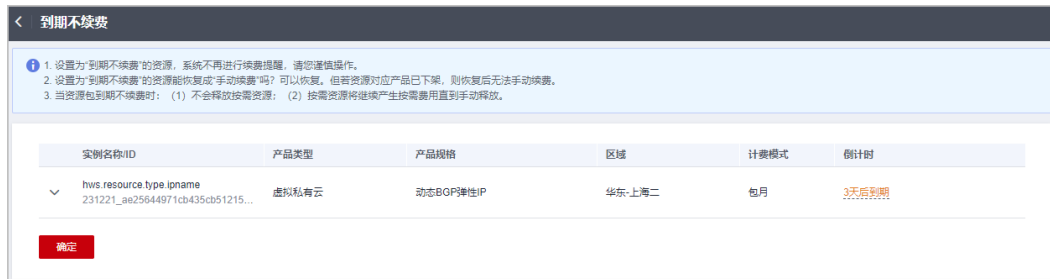 到期不续费
1. 设置为“到期不续费”的资源，系统不再进行续费提醒，请您谨慎操作。
2. 设置为“到期不续费”的资源能恢复成“手动续费”吗？可以恢复。但若资源对应产品已下架，则恢复后无法手动续费。
3. 当资源包到期不续费时：（1）不会释放按需资源；（2）按需资源将继续产生按需费用直到手动释放。
实例名称/ID 产品类型 产品规格 区域 计费模式 倒计时
hws.resource.type.ipname
231221_ae25644971cb435cb51215...
虚拟私有云 动态BGP弹性IP 华东-上海二 包月 3天后到期
确定